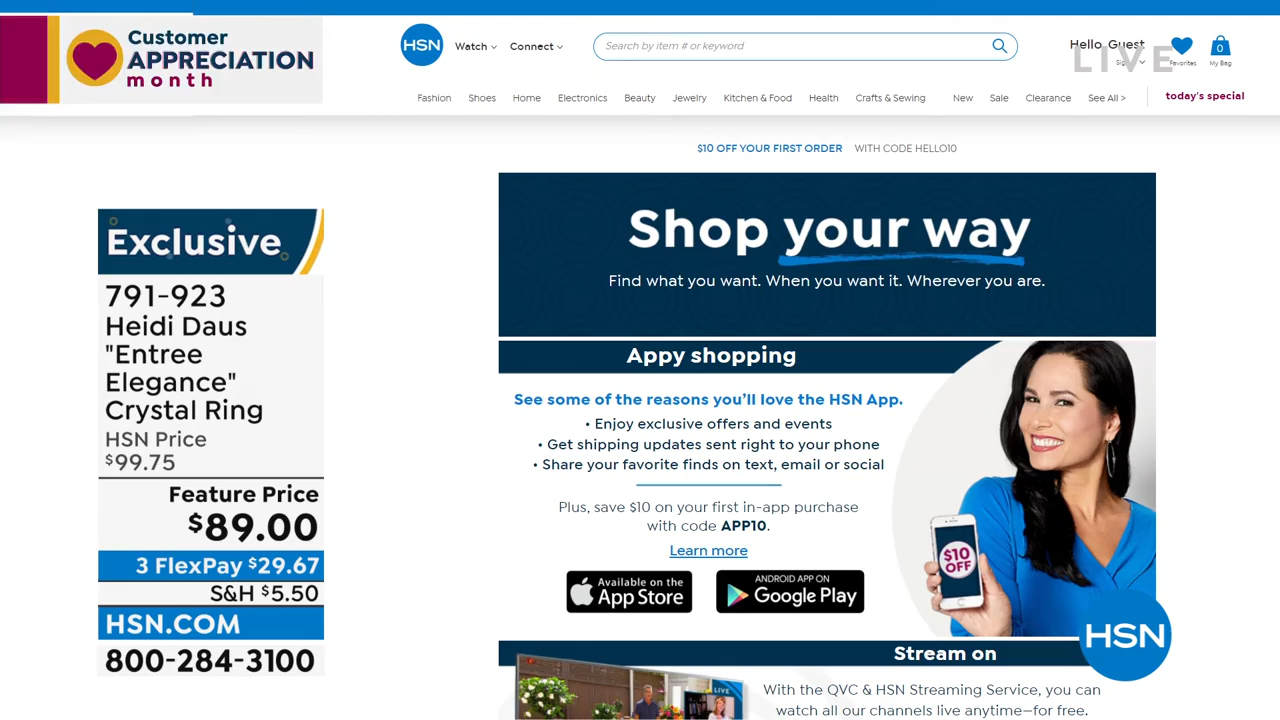 Customer
APPRECIATION
month
HSN
Watch
Connect
Search by item # or keyword
Hello, Guest
LIVE
Favorites
0
My Bag
Fashion
Shoes
Home
Electronics
Beauty
Jewelry
Kitchen & Food
Health
Crafts & Sewing
New
Sale
Clearance
See All >
today's special
$10 OFF YOUR FIRST ORDER WITH CODE HELLO10
Exclusive
791-923
Heidi Daus
"Entree
Elegance"
Crystal Ring
HSN Price
$99.75
Feature Price
$89.00
3 FlexPay $29.67
S&H $5.50
HSN.COM
800-284-3100
Shop your way
Find what you want. When you want it. Wherever you are.
Appy shopping
See some of the reasons you'll love the HSN App.
• Enjoy exclusive offers and events
• Get shipping updates sent right to your phone
• Share your favorite finds on text, email or social
Plus, save $10 on your first in-app purchase
with code APP10.
Learn more
Available on the
App Store
ANDROID APP ON
Google Play
$10
OFF
HSN
Stream on
LIVE
With the QVC & HSN Streaming Service, you can
watch all our channels live anytime—for free.